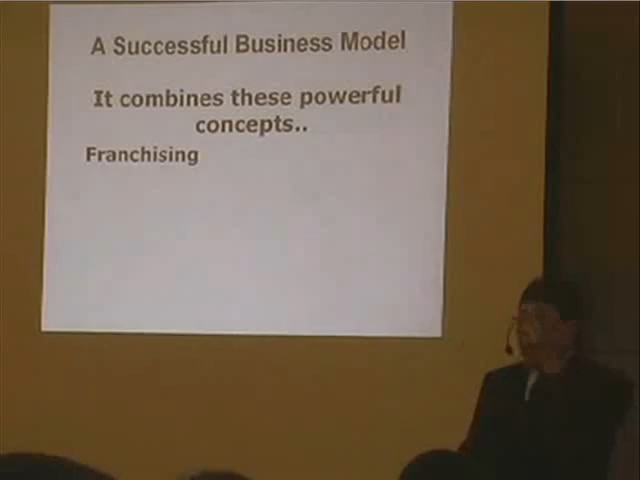 A Successful Business Model
It combines these powerful
concepts..
Franchising